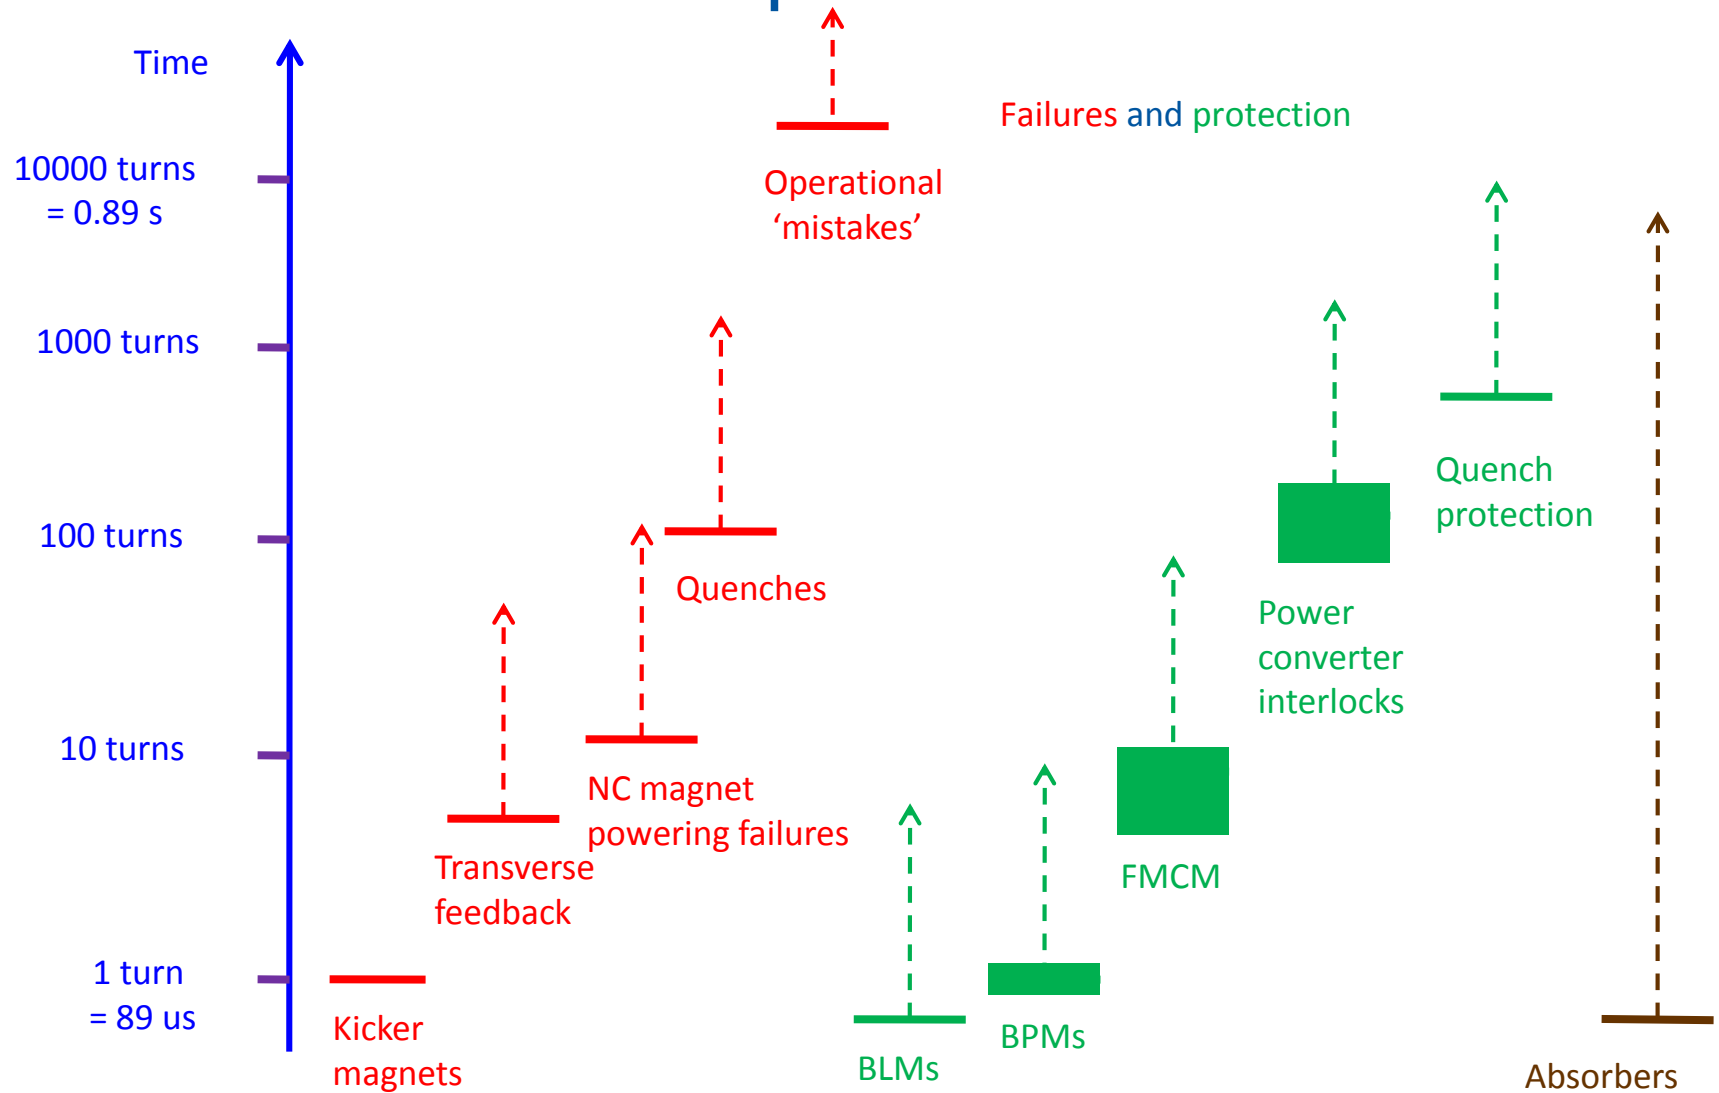 Time
Failures and protection
10000 turns
= 0.89 s
Operational
‘mistakes’
1000 turns
Quench
protection
100 turns
Quenches
Power
converter
interlocks
10 turns
NC magnet
powering failures
Transverse
feedback
FMCM
1 turn
= 89 us
Kicker
magnets
BPMs
BLMs
Absorbers